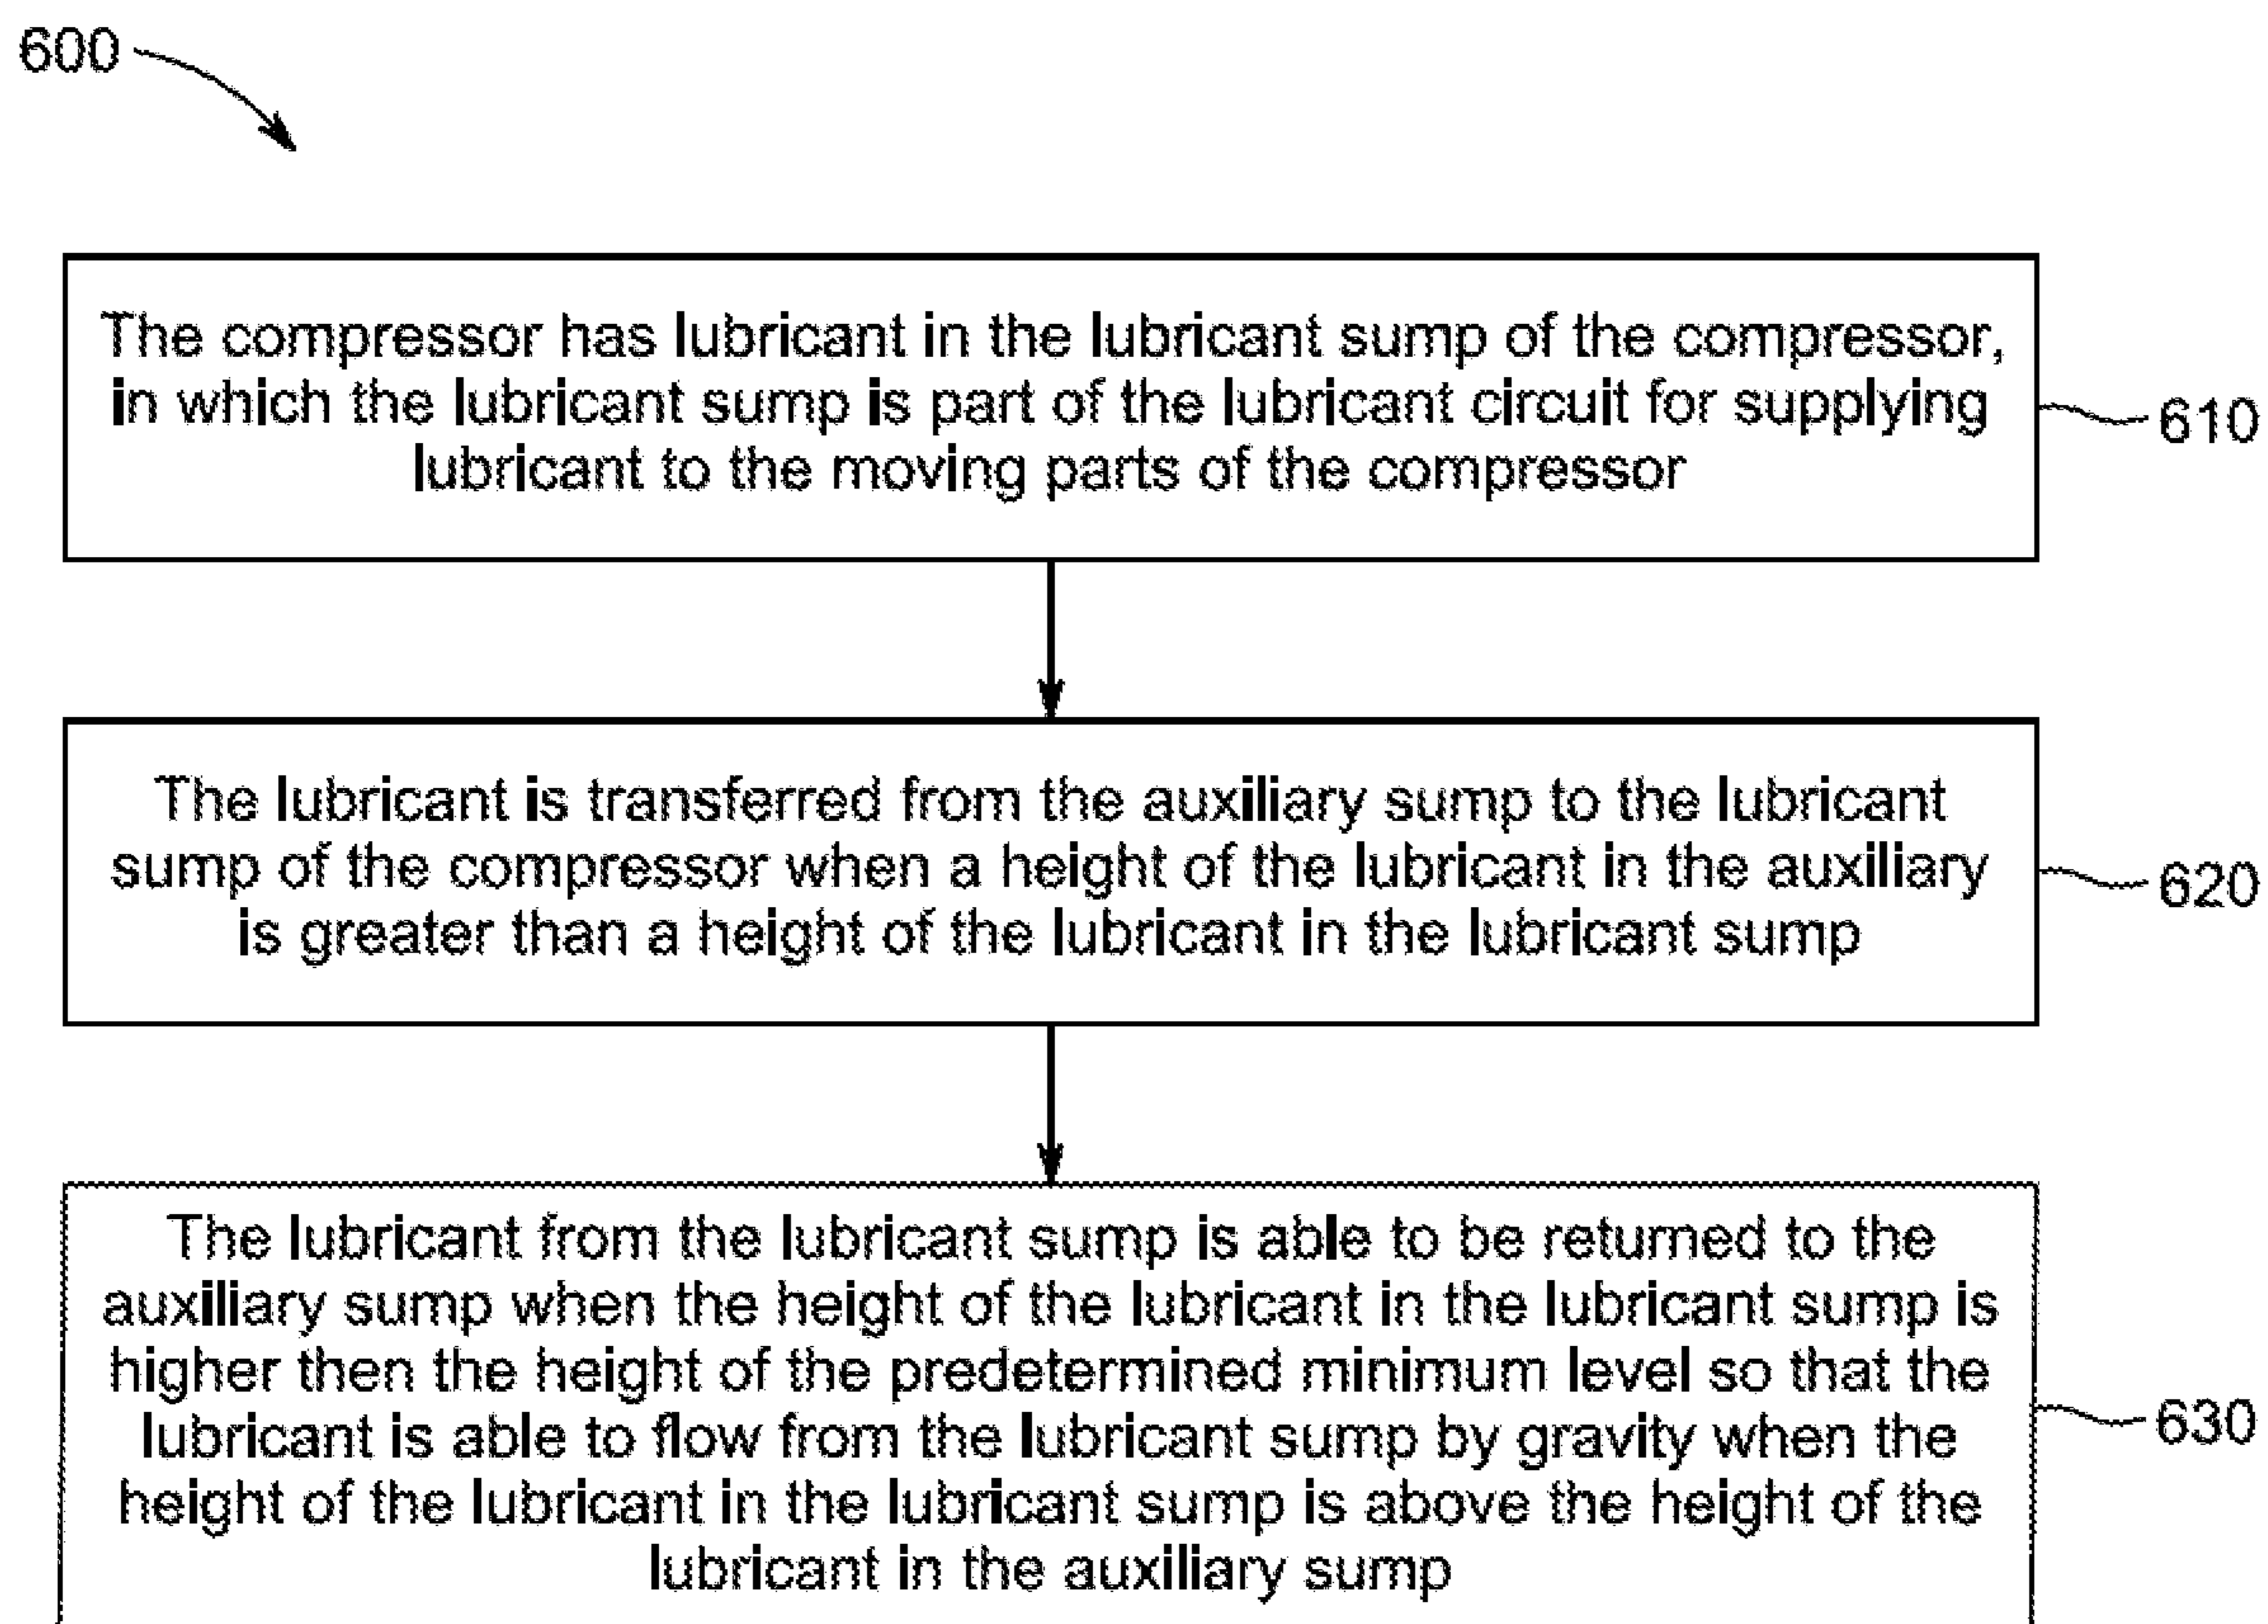 600
The compressor has lubricant in the lubricant sump of the compressor,
in which the lubricant sump is part of the lubricant circuit for supplying
lubricant to the moving parts of the compressor
610
The lubricant is transferred from the auxiliary sump to the lubricant
sump of the compressor when a height of the lubricant in the auxiliary
is greater than a height of the lubricant in the lubricant sump
620
The lubricant from the lubricant sump is able to be returned to the
auxiliary sump when the height of the lubricant in the lubricant sump is
higher then the height of the predetermined minimum level so that the
lubricant is able to flow from the lubricant sump by gravity when the
height of the lubricant in the lubricant sump is above the height of the
lubricant in the auxiliary sump
630